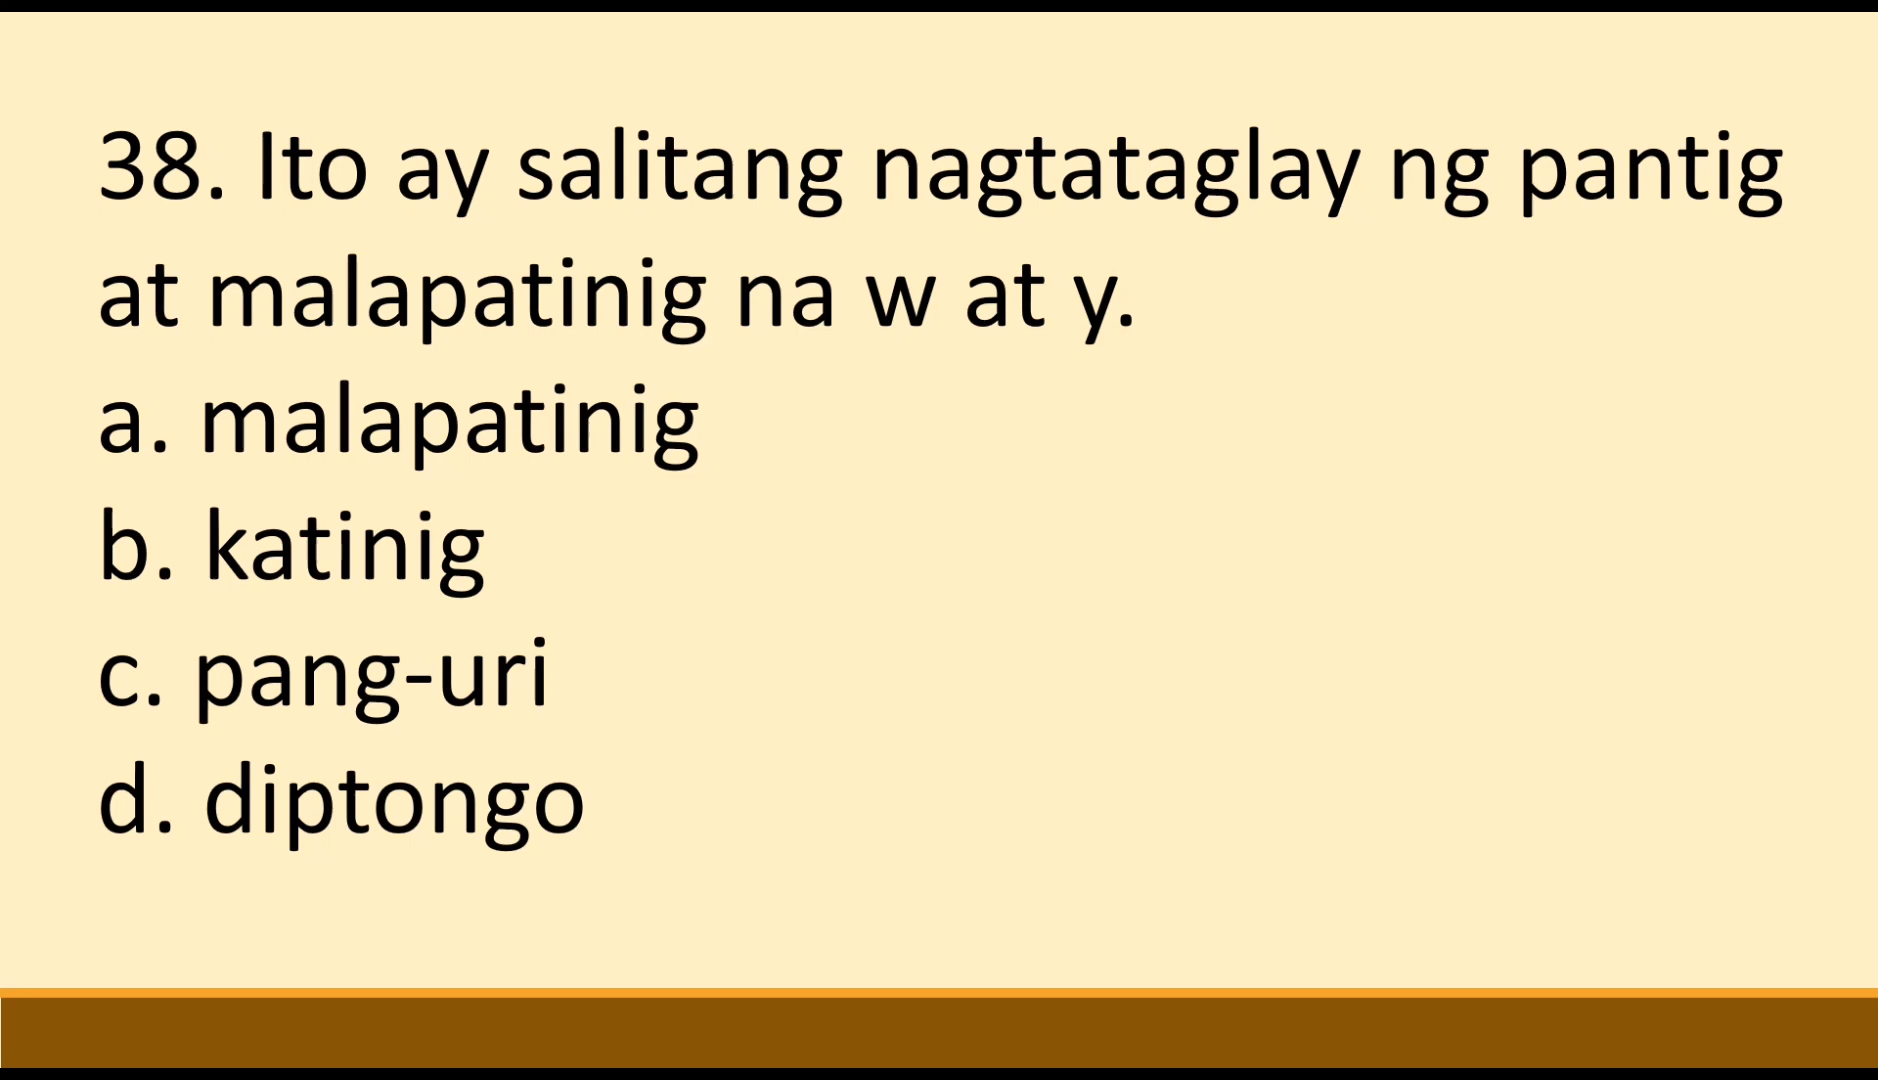 38. Ito ay salitang nagtataglay ng pantig
at malapatinig na w at y.
a. malapatinig
b. katinig
c. pang-uri
d. diptongo